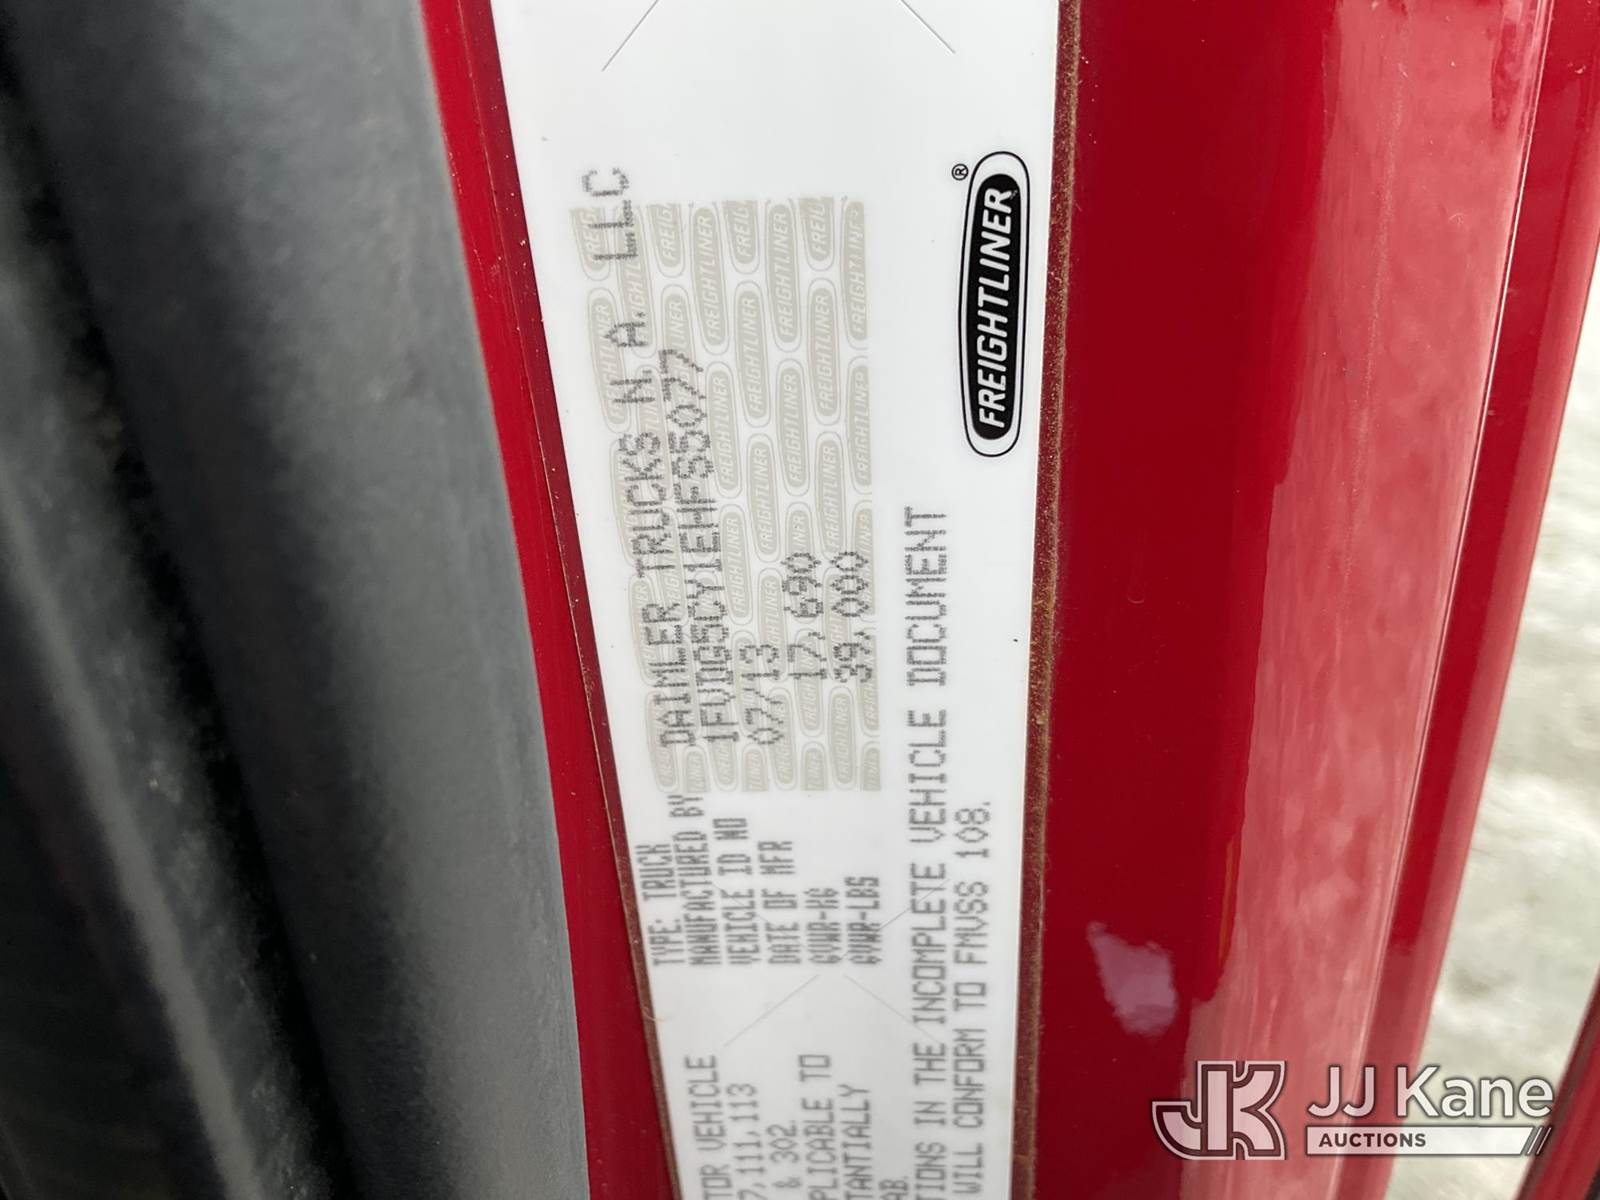 TYPE: TRUCK
MANUFACTURED BY DAIMLER TRUCKS N.A. LLC
VEHICLE ID NO 1FVDG5CY1EHFS5077
DATE OF MFR 07/13
GVWR-KG 17,690
GVWR-LBS 39,000
TOR VEHICLE
7,111,113
& 302.
PLICABLE TO
TANTIALLY
AB.
TIONS IN THE INCOMPLETE VEHICLE DOCUMENT
WILL CONFORM TO FMVSS 108.
FREIGHTLINER®
JK JJ Kane
AUCTIONS